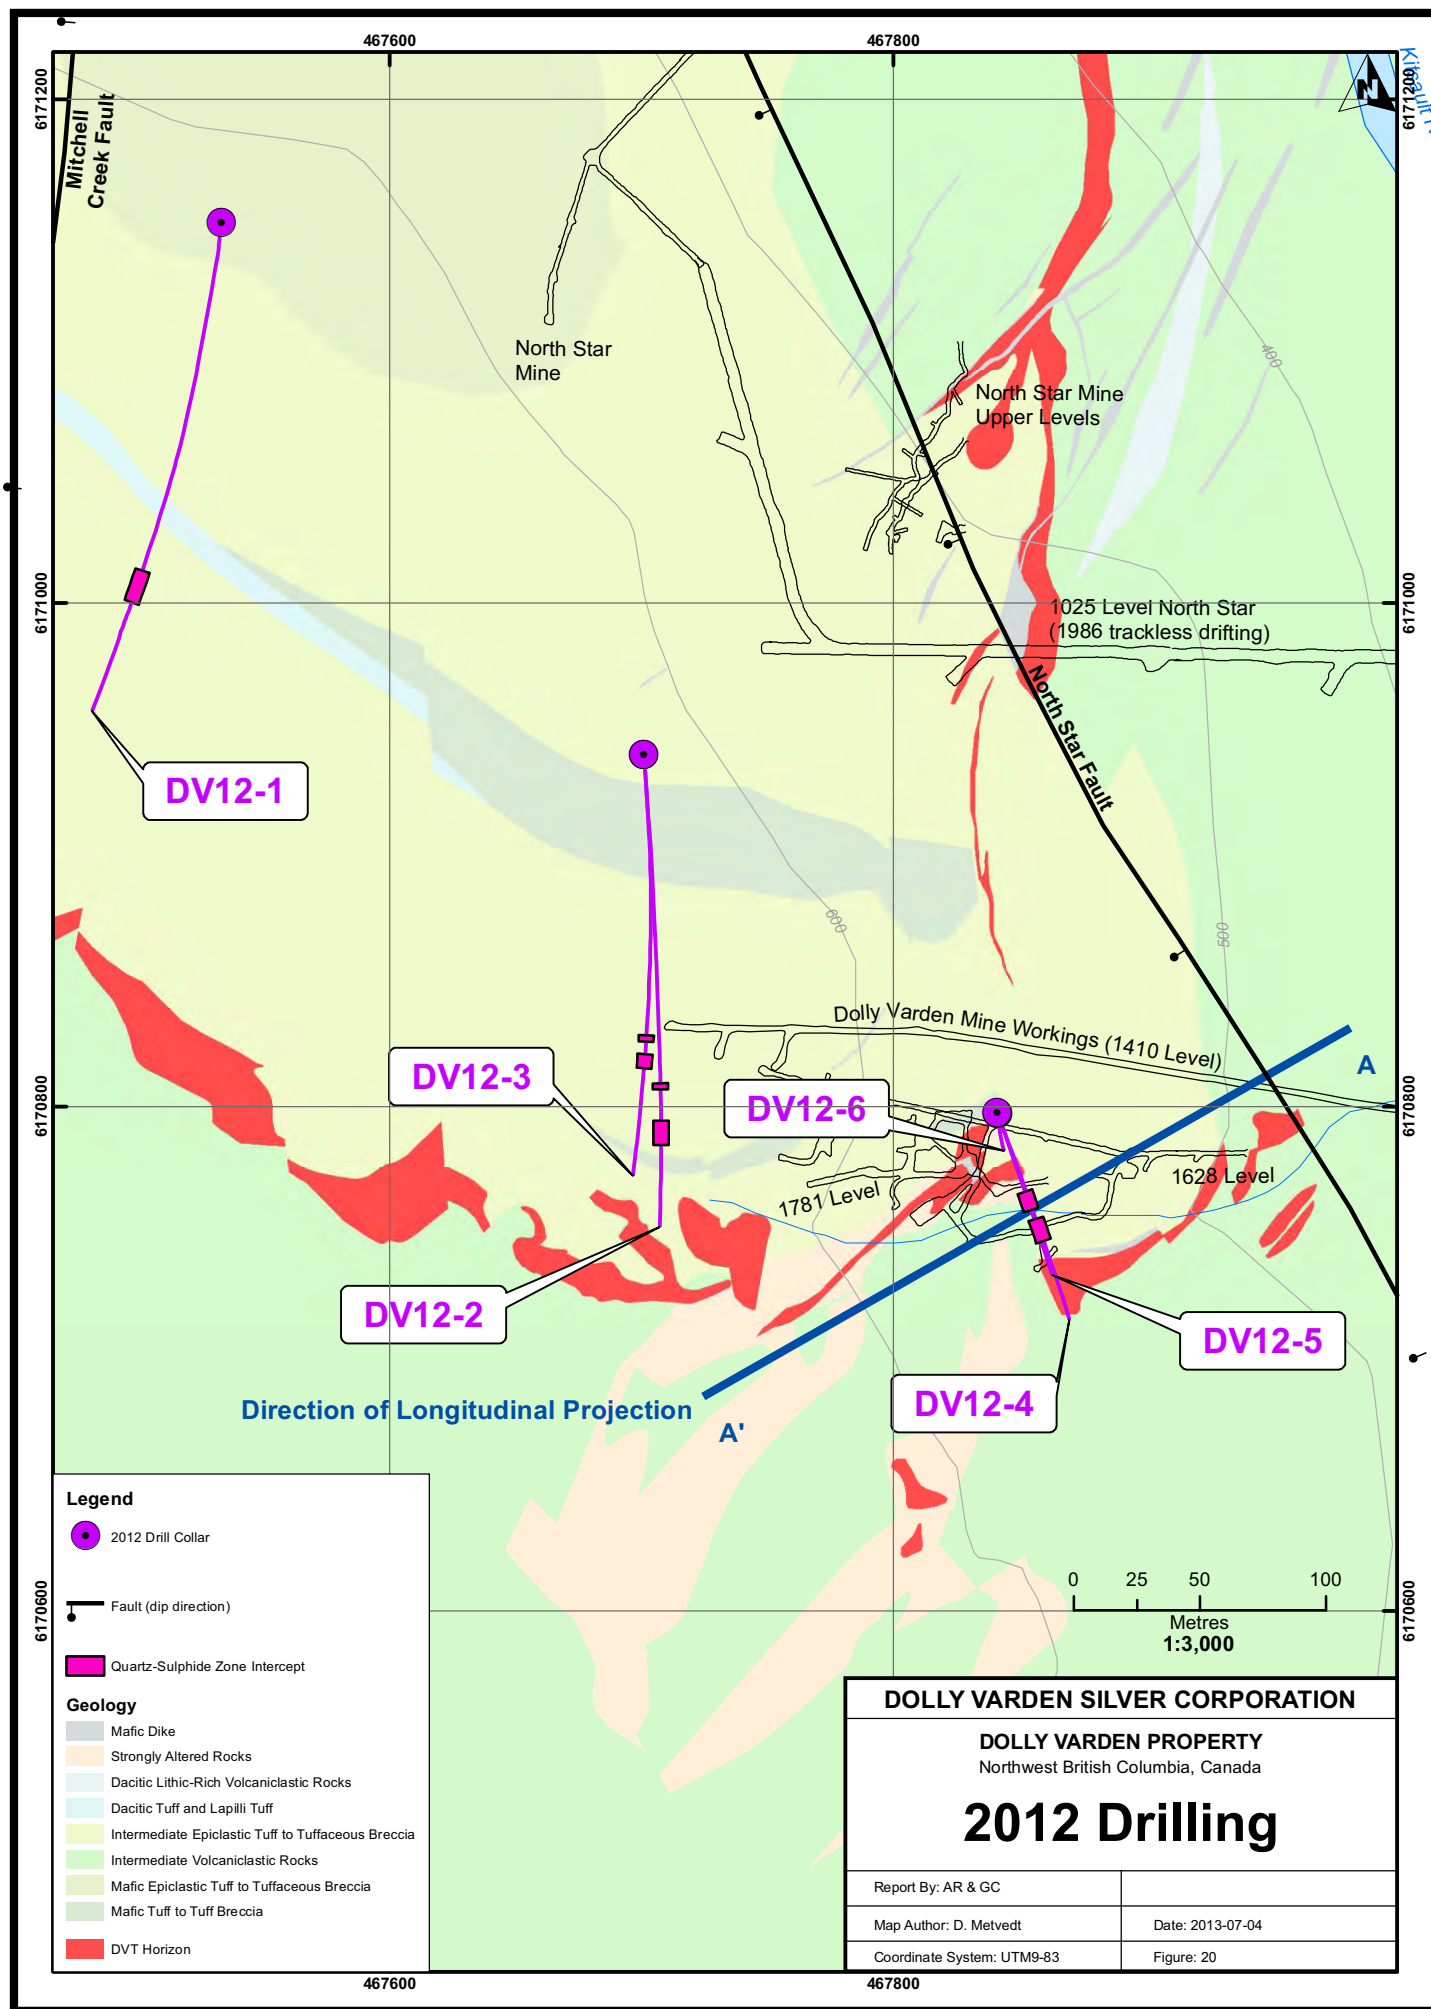 467600
467800
6171200
6171200
Mitchell
Creek Fault
N
North Star
Mine
400
North Star Mine
Upper Levels
6171000
6171000
1025 Level North Star
(1986 trackless drifting)
North Star Fault
DV12-1
600
500
Dolly Varden Mine Workings (1410 Level)
A
DV12-3
DV12-6
6170800
6170800
1781 Level
1628 Level
DV12-2
DV12-5
DV12-4
Direction of Longitudinal Projection
A'
Legend
2012 Drill Collar
Fault (dip direction)
Quartz-Sulphide Zone Intercept
Geology
Mafic Dike
Strongly Altered Rocks
Dacitic Lithic-Rich Volcaniclastic Rocks
Dacitic Tuff and Lapilli Tuff
Intermediate Epiclastic Tuff to Tuffaceous Breccia
Intermediate Volcaniclastic Rocks
Mafic Epiclastic Tuff to Tuffaceous Breccia
Mafic Tuff to Tuff Breccia
DVT Horizon
6170600
6170600
0 25 50 100
Metres
1:3,000
DOLLY VARDEN SILVER CORPORATION
DOLLY VARDEN PROPERTY
Northwest British Columbia, Canada
2012 Drilling
Report By: AR & GC
Map Author: D. Metvedt
Date: 2013-07-04
Coordinate System: UTM9-83
Figure: 20
467600
467800